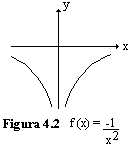 y
x
Figura 4.2 f (x) = -1/x²